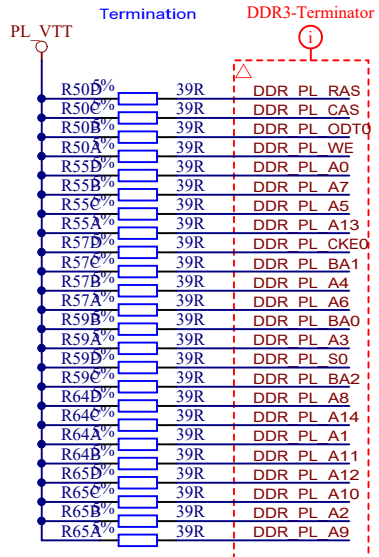 Termination
DDR3-Terminator
PL_VTT
i
R50D 5% 39R DDR_PL_RAS
R50C 5% 39R DDR_PL_CAS
R50B 5% 39R DDR_PL_ODT0
R50A 5% 39R DDR_PL_WE
R55D 5% 39R DDR_PL_A0
R55B 5% 39R DDR_PL_A7
R55C 5% 39R DDR_PL_A5
R55A 5% 39R DDR_PL_A13
R57D 5% 39R DDR_PL_CKE0
R57C 5% 39R DDR_PL_BA1
R57B 5% 39R DDR_PL_A4
R57A 5% 39R DDR_PL_A6
R59B 5% 39R DDR_PL_BA0
R59A 5% 39R DDR_PL_A3
R59D 5% 39R DDR_PL_S0
R59C 5% 39R DDR_PL_BA2
R64D 5% 39R DDR_PL_A8
R64C 5% 39R DDR_PL_A14
R64A 5% 39R DDR_PL_A1
R64B 5% 39R DDR_PL_A11
R65D 5% 39R DDR_PL_A12
R65C 5% 39R DDR_PL_A10
R65B 5% 39R DDR_PL_A2
R65A 5% 39R DDR_PL_A9